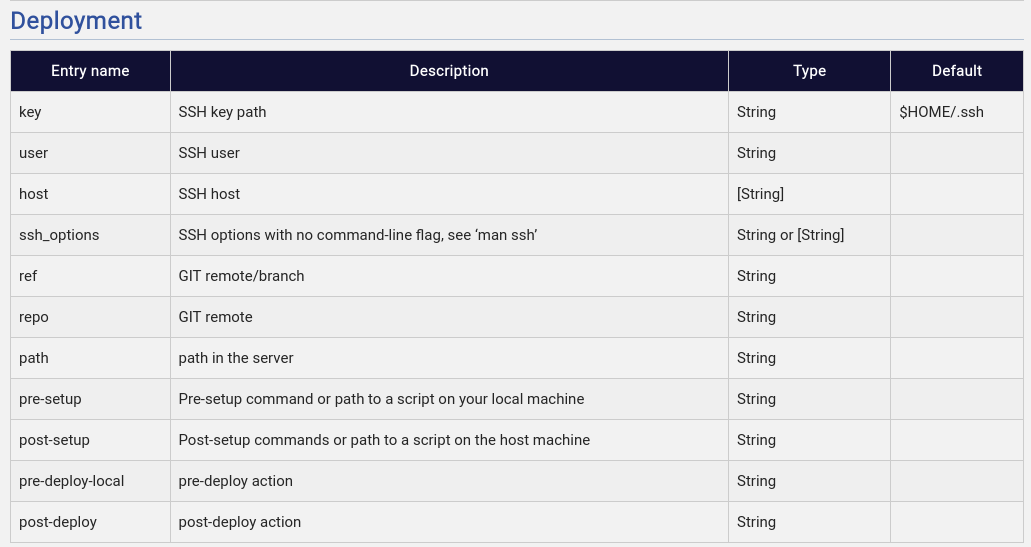 Deployment
Entry name Description Type Default
key SSH key path String $HOME/.ssh
user SSH user String
host SSH host [String]
ssh_options SSH options with no command-line flag, see ‘man ssh’ String or [String]
ref GIT remote/branch String
repo GIT remote String
path path in the server String
pre-setup Pre-setup command or path to a script on your local machine String
post-setup Post-setup commands or path to a script on the host machine String
pre-deploy-local pre-deploy action String
post-deploy post-deploy action String